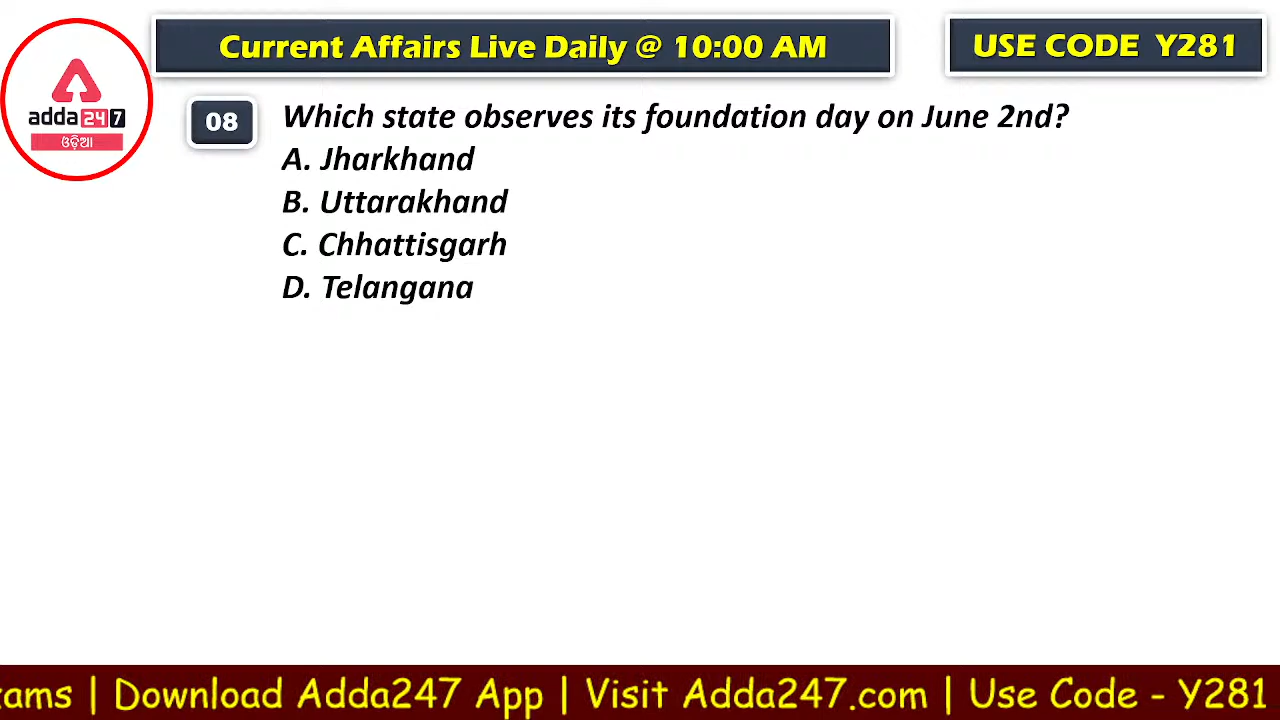 Current Affairs Live Daily @ 10:00 AM
USE CODE Y281
adda247
ଓଡ଼ିଆ
08
Which state observes its foundation day on June 2nd?
A. Jharkhand
B. Uttarakhand
C. Chhattisgarh
D. Telangana
| Download Adda247 App | Visit Adda247.com | Use Code - Y281